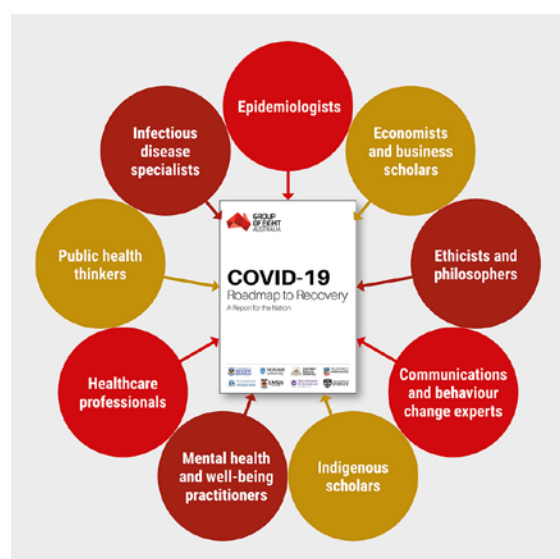 Epidemiologists
Infectious
disease
specialists
Economists
and business
scholars
Public health
thinkers
Ethicists and
philosophers
Healthcare
professionals
Communications
and behaviour
change experts
Mental health
and well-being
practitioners
Indigenous
scholars
GROUP
OF EIGHT
AUSTRALIA
COVID-19
Roadmap to Recovery
A Report for the Nation